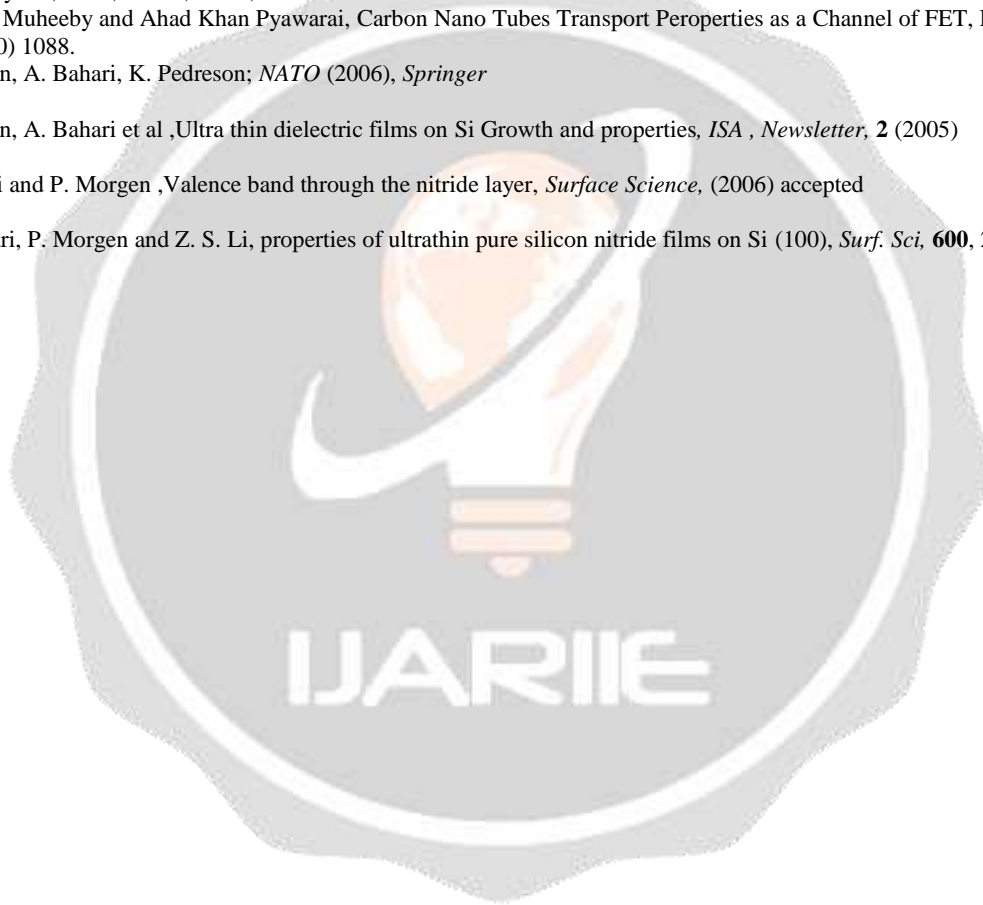 Muheeby and Ahad Khan Pyawarai, Carbon Nano Tubes Transport Peroperties as a Channel of FET,
0) 1088.
n, A. Bahari, K. Pedreson; NATO (2006), Springer
n, A. Bahari et al ,Ultra thin dielectric films on Si Growth and properties, ISA , Newsletter, 2 (2005)
i and P. Morgen ,Valence band through the nitride layer, Surface Science, (2006) accepted
ri, P. Morgen and Z. S. Li, properties of ultrathin pure silicon nitride films on Si (100), Surf. Sci, 600,
IJARIIE